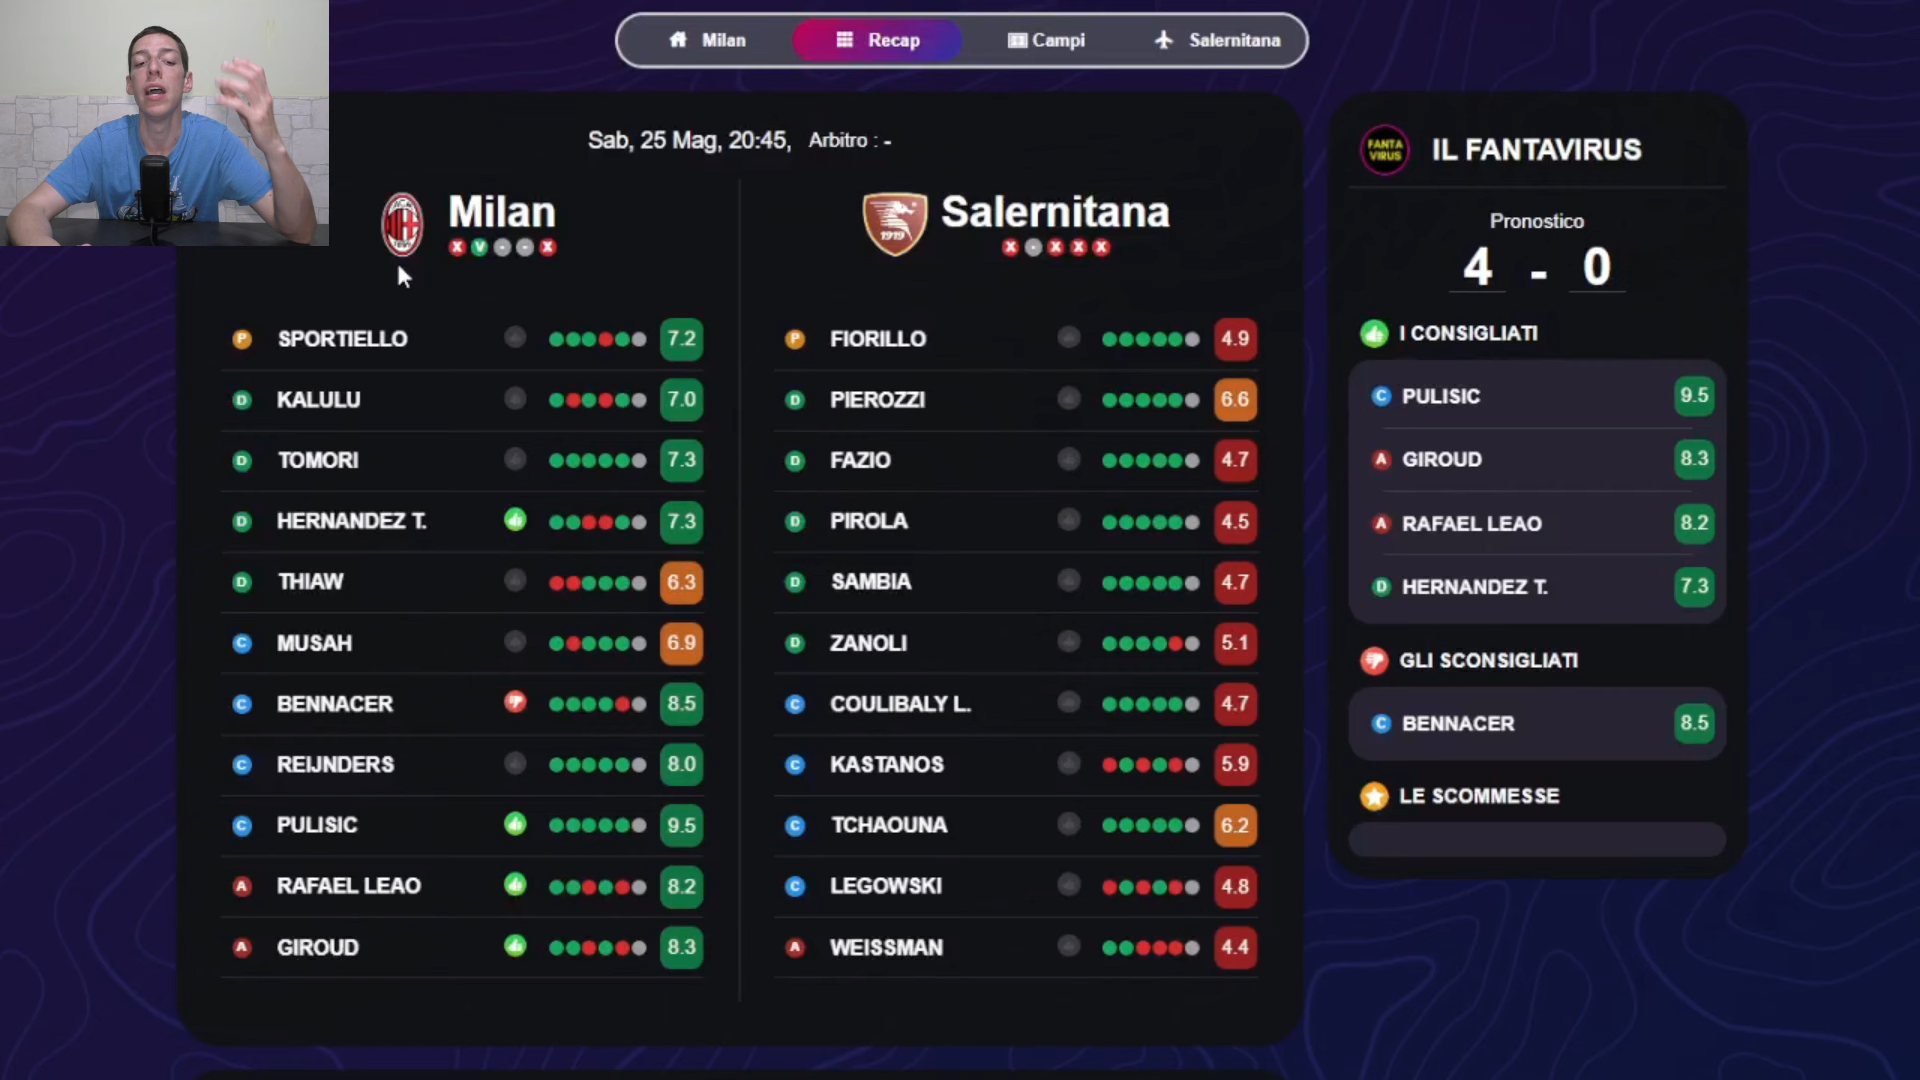 Milan
Recap
Campi
Salernitana
Sab, 25 Mag, 20:45, Arbitro : -
Milan
X V - - X
Salernitana
1919
X - X X X
P SPORTIELLO 7.2
D KALULU 7.0
D TOMORI 7.3
D HERNANDEZ T. 7.3
D THIAW 6.3
C MUSAH 6.9
C BENNACER 8.5
C REIJNDERS 8.0
C PULISIC 9.5
A RAFAEL LEAO 8.2
A GIROUD 8.3
P FIORILLO 4.9
D PIEROZZI 6.6
D FAZIO 4.7
D PIROLA 4.5
D SAMBIA 4.7
D ZANOLI 5.1
C COULIBALY L. 4.7
C KASTANOS 5.9
C TCHAOUNA 6.2
C LEGOWSKI 4.8
A WEISSMAN 4.4
FANTA
VIRUS
IL FANTAVIRUS
Pronostico
4 - 0
I CONSIGLIATI
C PULISIC 9.5
A GIROUD 8.3
A RAFAEL LEAO 8.2
D HERNANDEZ T. 7.3
GLI SCONSIGLIATI
C BENNACER 8.5
LE SCOMMESSE